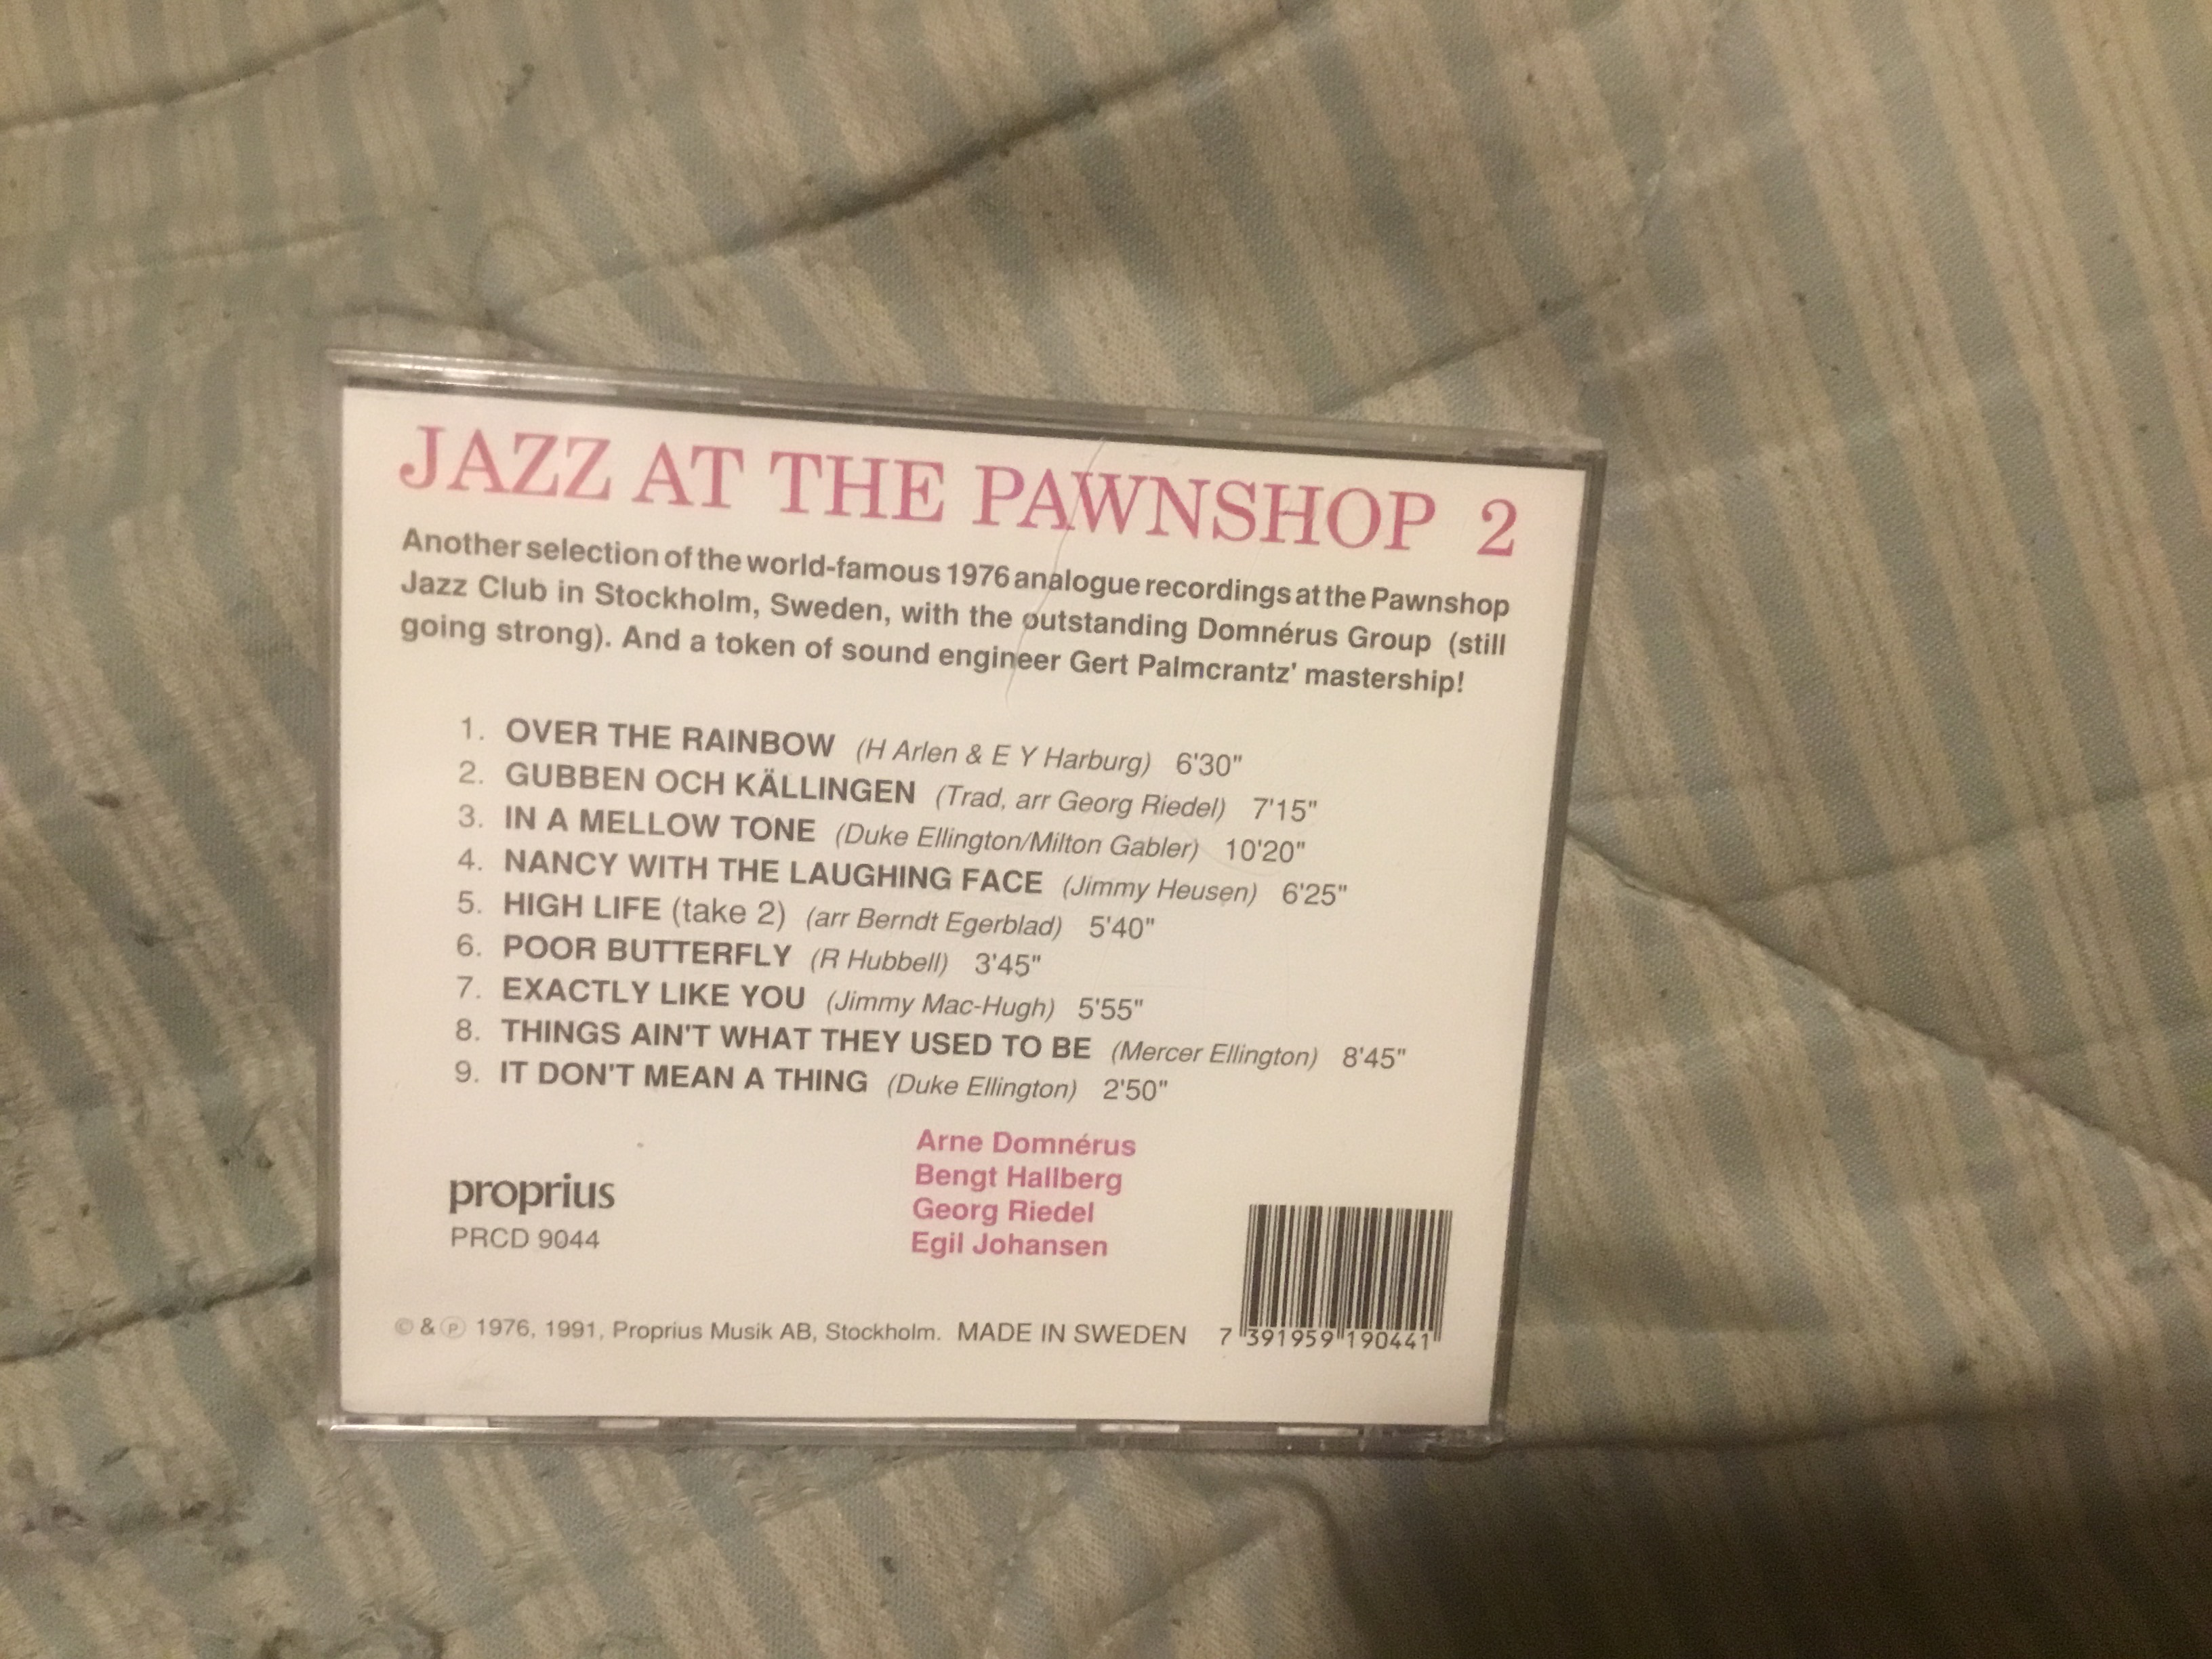 JAZZ AT THE PAWNSHOP 2
Another selection of the world-famous 1976 analogue recordings at the Pawnshop
Jazz Club in Stockholm, Sweden, with the outstanding Domnérus Group (still
going strong). And a token of sound engineer Gert Palmcrantz' mastership!
1. OVER THE RAINBOW (H Arlen & E Y Harburg) 6'30"
2. GUBBEN OCH KÄLLINGEN (Trad, arr Georg Riedel) 7'15"
3. IN A MELLOW TONE (Duke Ellington/Milton Gabler) 10'20"
4. NANCY WITH THE LAUGHING FACE (Jimmy Heusen) 6'25"
5. HIGH LIFE (take 2) (arr Berndt Egerblad) 5'40"
6. POOR BUTTERFLY (R Hubbell) 3'45"
7. EXACTLY LIKE YOU (Jimmy Mac-Hugh) 5'55"
8. THINGS AIN'T WHAT THEY USED TO BE (Mercer Ellington) 8'45"
9. IT DON'T MEAN A THING (Duke Ellington) 2'50"
Arne Domnérus
Bengt Hallberg
Georg Riedel
Egil Johansen
proprius
PRCD 9044
© & ℗ 1976, 1991, Proprius Musik AB, Stockholm. MADE IN SWEDEN
7 391959 190441